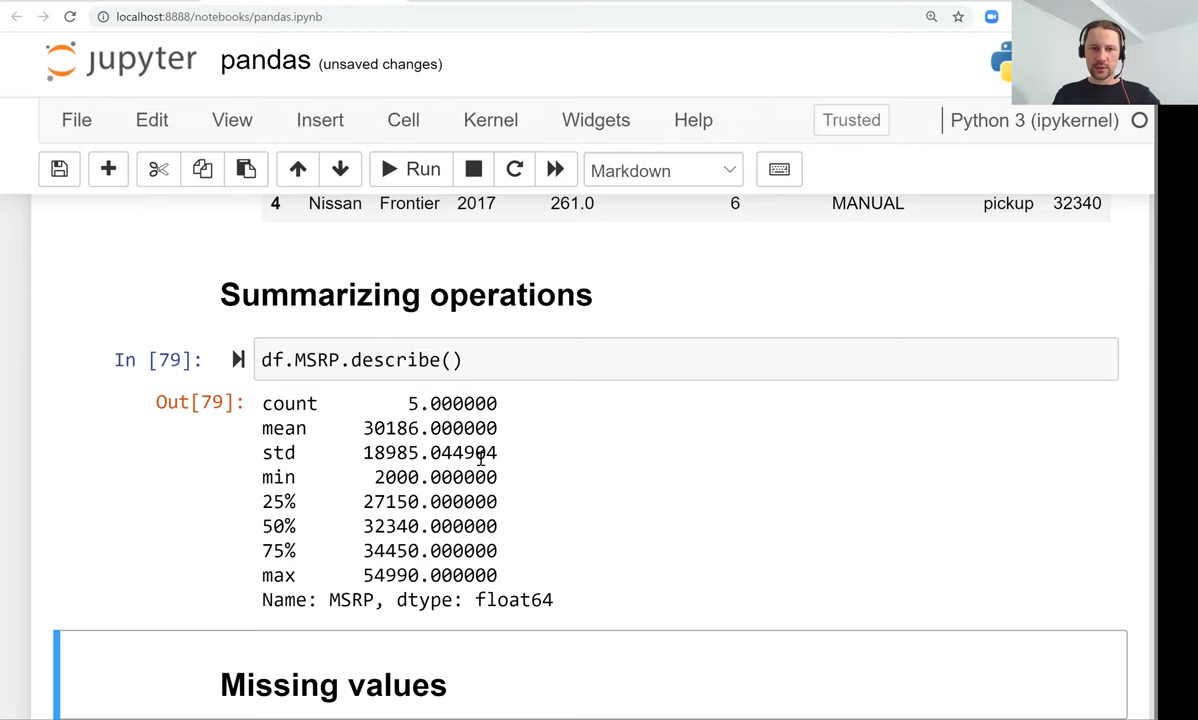 localhost:8888/notebooks/pandas.ipynb
jupyter pandas (unsaved changes)
File Edit View Insert Cell Kernel Widgets Help Trusted Python 3 (ipykernel)
Run Markdown
4 Nissan Frontier 2017 261.0 6 MANUAL pickup 32340
Summarizing operations
In [79]: df.MSRP.describe()
Out[79]: count 5.000000
mean 30186.000000
std 18985.044904
min 2000.000000
25% 27150.000000
50% 32340.000000
75% 34450.000000
max 54990.000000
Name: MSRP, dtype: float64
Missing values